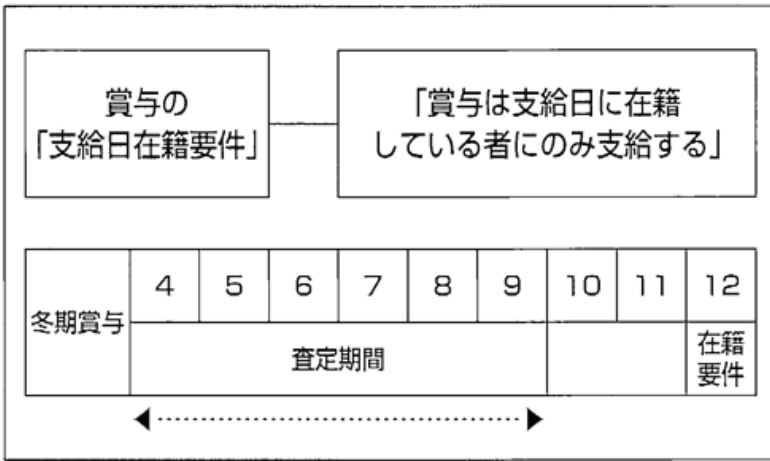 賞与の
「支給日在籍要件」
「賞与は支給日に在籍
している者にのみ支給する」
冬期賞与
4 5 6 7 8 9 10 11 12
査定期間
在籍
要件